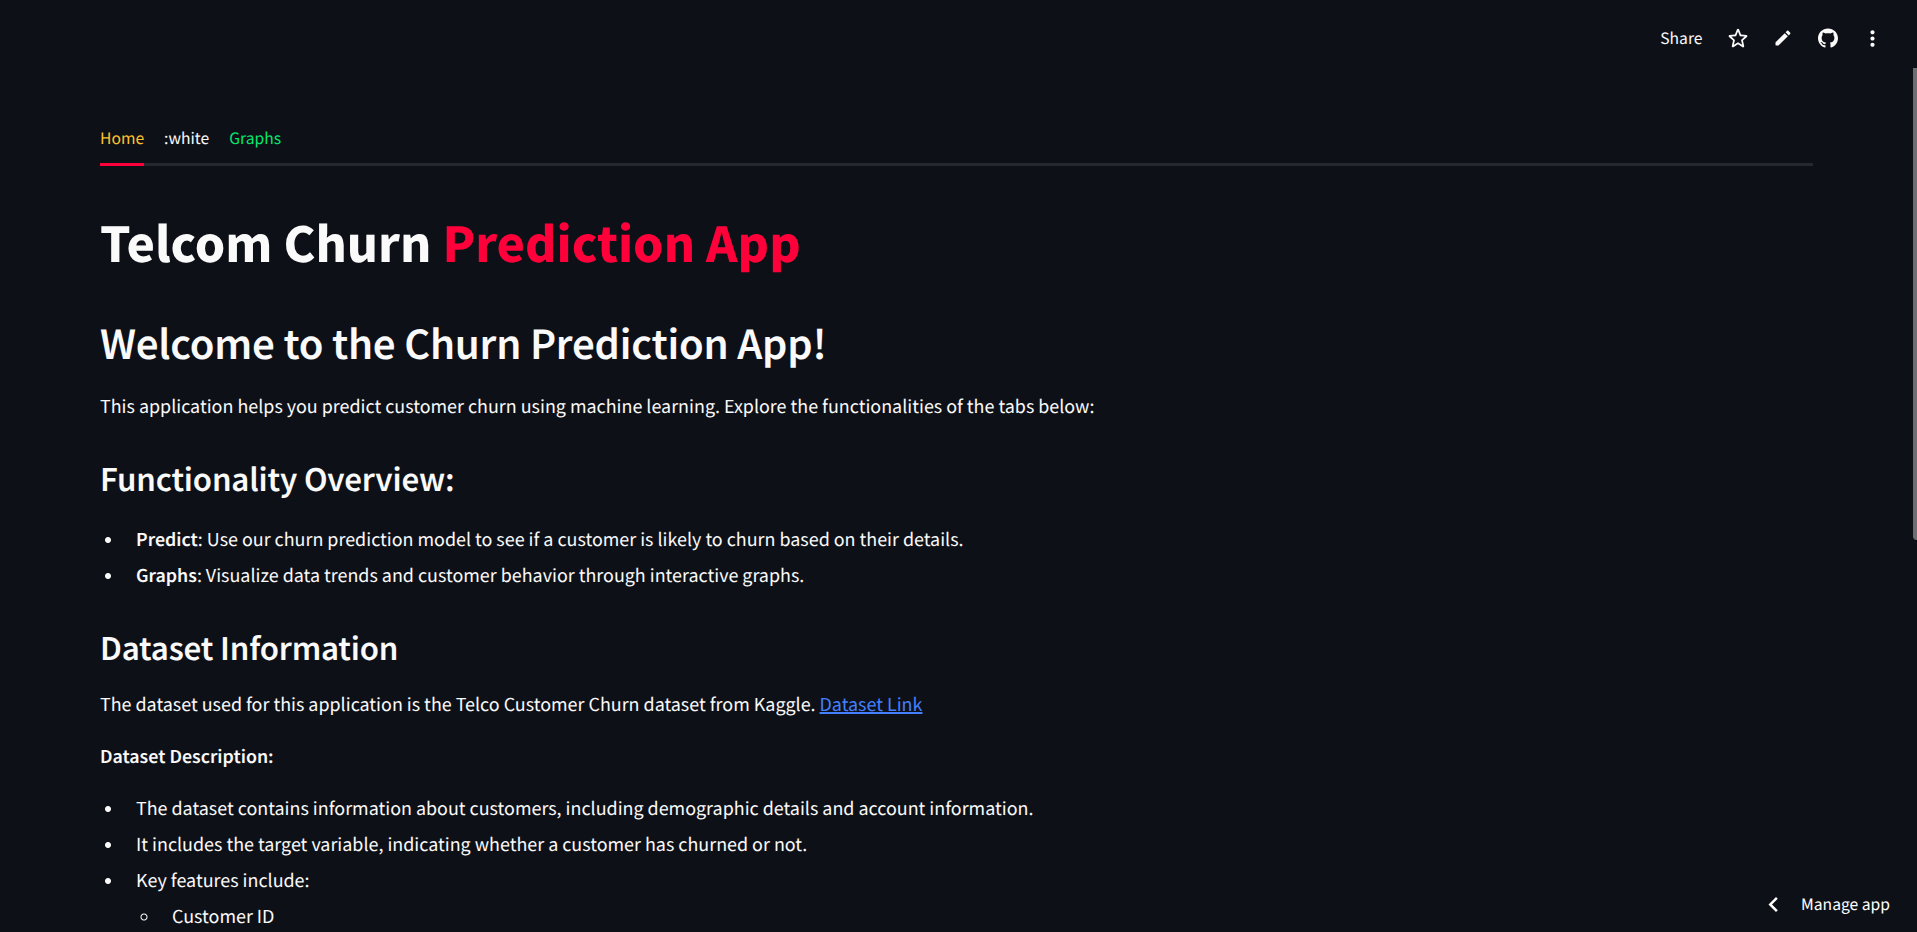 Share
Home :white Graphs
Telcom Churn Prediction App
Welcome to the Churn Prediction App!
This application helps you predict customer churn using machine learning. Explore the functionalities of the tabs below:
Functionality Overview:
• Predict: Use our churn prediction model to see if a customer is likely to churn based on their details.
• Graphs: Visualize data trends and customer behavior through interactive graphs.
Dataset Information
The dataset used for this application is the Telco Customer Churn dataset from Kaggle. Dataset Link
Dataset Description:
• The dataset contains information about customers, including demographic details and account information.
• It includes the target variable, indicating whether a customer has churned or not.
• Key features include:
◦ Customer ID
Manage app